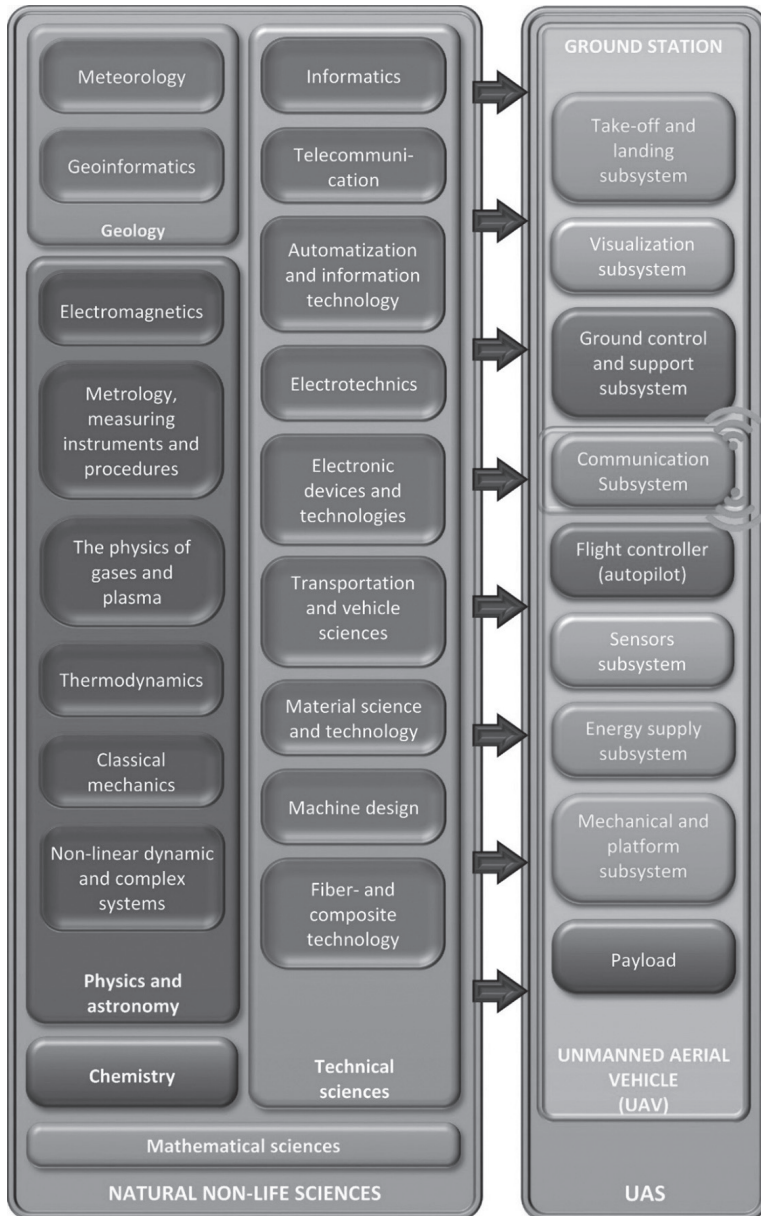 Meteorology
Geoinformatics
Geology
Electromagnetics
Metrology,
measuring
instruments and
procedures
The physics of
gases and
plasma
Thermodynamics
Classical
mechanics
Non-linear dynamic
and complex
systems
Physics and
astronomy
Chemistry
Informatics
Telecommuni-
cation
Automatization
and information
technology
Electrotechnics
Electronic
devices and
technologies
Transportation
and vehicle
sciences
Material science
and technology
Machine design
Fiber- and
composite
technology
Technical
sciences
Mathematical sciences
NATURAL NON-LIFE SCIENCES
GROUND STATION
Take-off and
landing
subsystem
Visualization
subsystem
Ground control
and support
subsystem
Communication
Subsystem
Flight controller
(autopilot)
Sensors
subsystem
Energy supply
subsystem
Mechanical and
platform
subsystem
Payload
UNMANNED AERIAL
VEHICLE
(UAV)
UAS